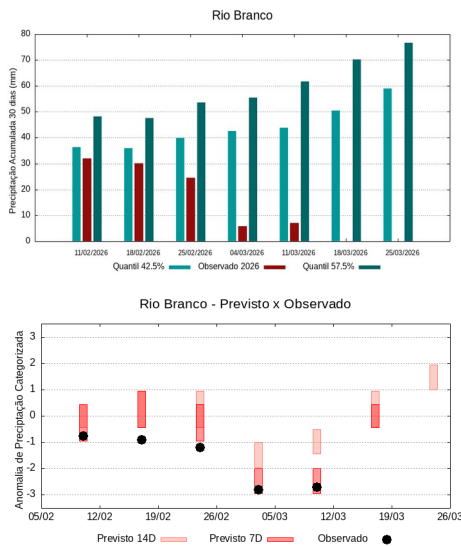 Rio Branco
Precipitação Acumulada 30 dias (mm)
80
70
60
50
40
30
20
10
0
11/02/2026 18/02/2026 25/02/2026 04/03/2026 11/03/2026 18/03/2026 25/03/2026
Quantil 42.5% Observado 2026 Quantil 57.5%
Rio Branco - Previsto x Observado
Anomalia de Preciptação Categorizada
3
2
1
0
-1
-2
-3
05/02 12/02 19/02 26/02 05/03 12/03 19/03 26/03
Previsto 14D Previsto 7D Observado